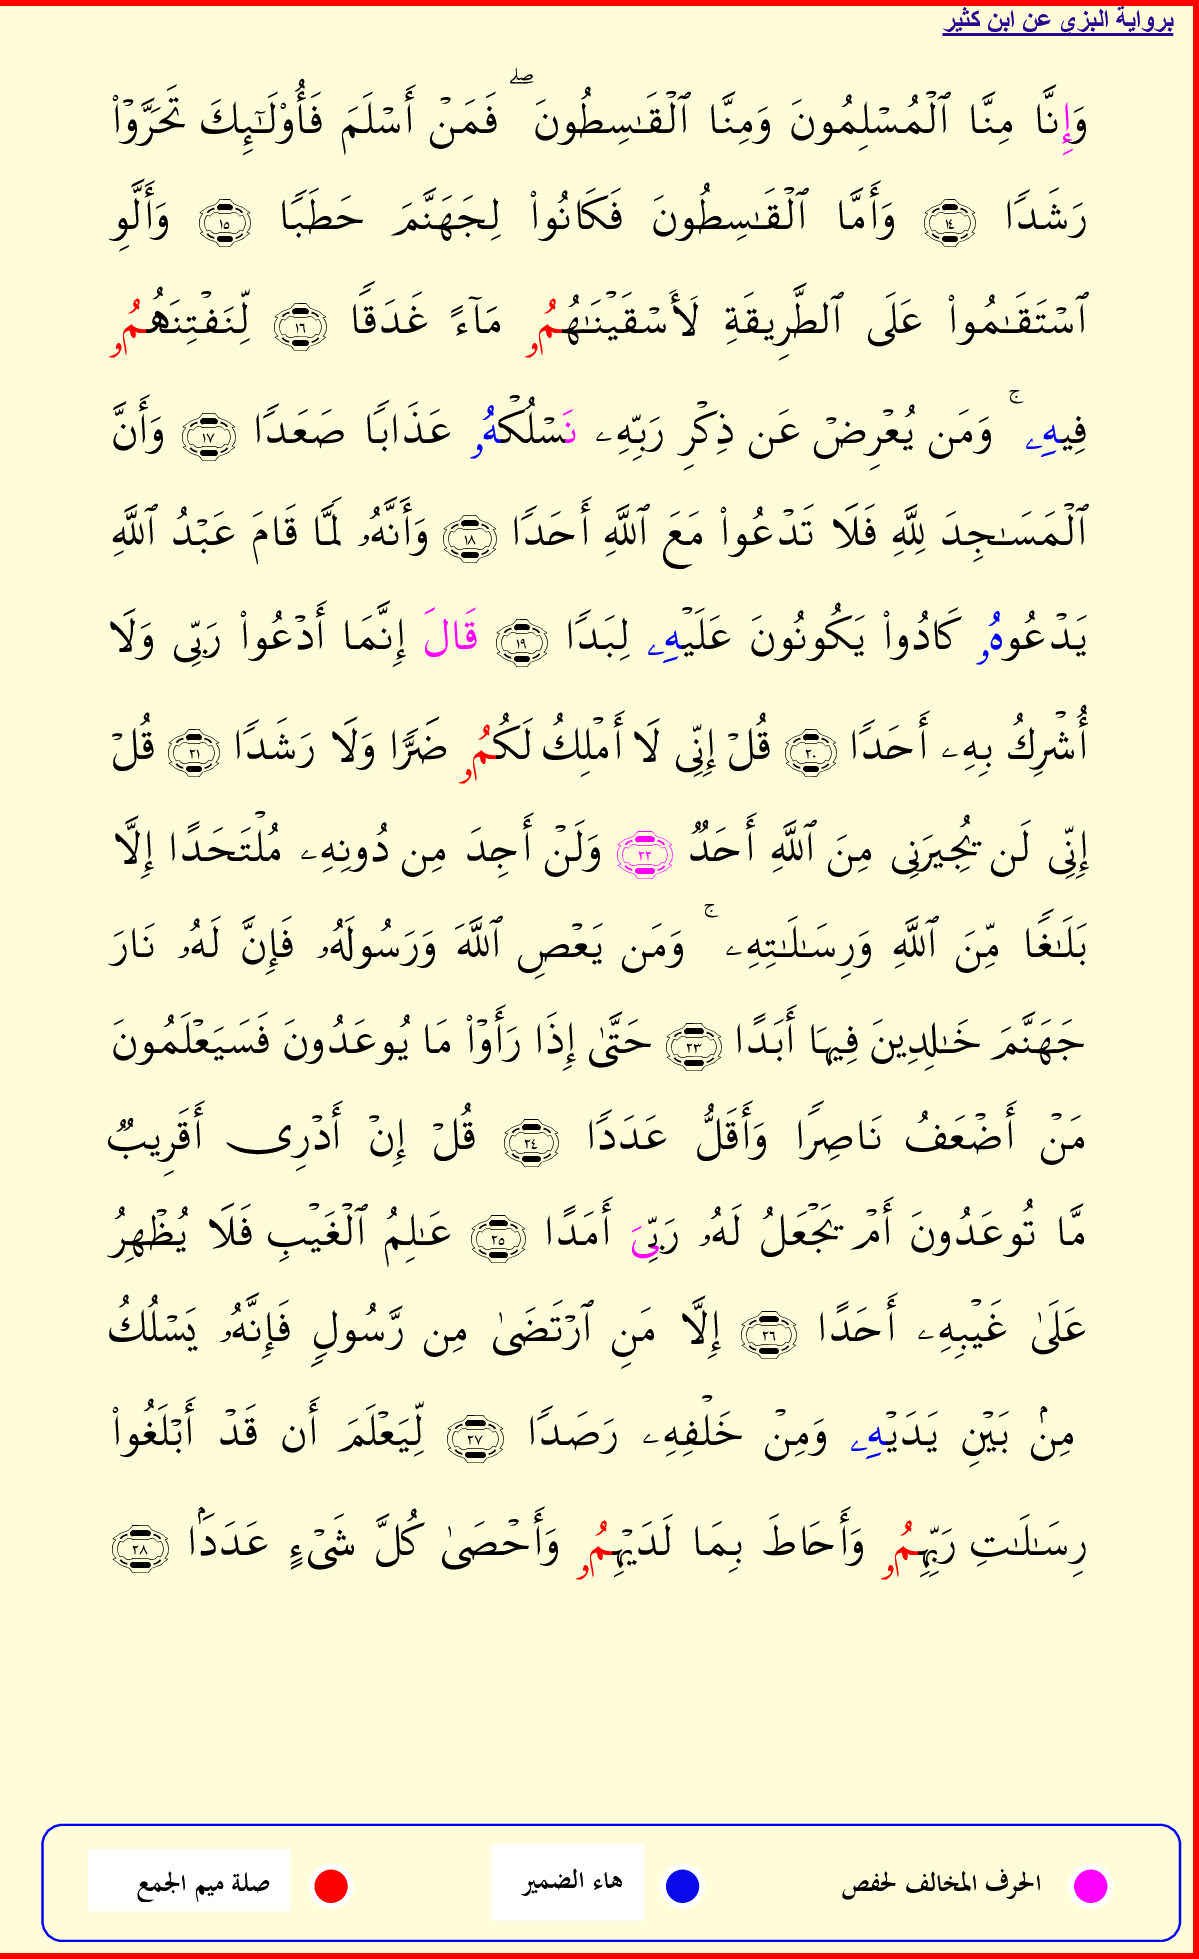 برواية البزي عن ابن كثير
وَإِنَّا مِنَّا ٱلْمُسْلِمُونَ وَمِنَّا ٱلْقَـٰسِطُونَ ۖ فَمَنْ أَسْلَمَ فَأُو۟لَـٰٓئِكَ تَحَرَّوْا۟
رَشَدًا ١٤ وَأَمَّا ٱلْقَـٰسِطُونَ فَكَانُوا۟ لِجَهَنَّمَ حَطَبًا ١٥ وَأَلَّوِ
ٱسْتَقَـٰمُوا۟ عَلَى ٱلطَّرِيقَةِ لَأَسْقَيْنَـٰهُمُۥ مَآءً غَدَقًا ١٦ لِّنَفْتِنَهُمُۥ
فِيهِۦ ۚ وَمَن يُعْرِضْ عَن ذِكْرِ رَبِّهِۦ نَسْلُكْهُۥ عَذَابًا صَعَدًا ١٧ وَأَنَّ
ٱلْمَسَـٰجِدَ لِلَّهِ فَلَا تَدْعُوا۟ مَعَ ٱللَّهِ أَحَدًا ١٨ وَأَنَّهُۥ لَمَّا قَامَ عَبْدُ ٱللَّهِ
يَدْعُوهُۥ كَادُوا۟ يَكُونُونَ عَلَيْهِۦ لِبَدًا ١٩ قَالَ إِنَّمَا أَدْعُوا۟ رَبِّى وَلَا
أُشْرِكُ بِهِۦ أَحَدًا ٢٠ قُلْ إِنِّى لَا أَمْلِكُ لَكُمُۥ ضَرًّا وَلَا رَشَدًا ٢١ قُلْ
إِنِّى لَن يُجِيرَنِى مِنَ ٱللَّهِ أَحَدٌ ٢٢ وَلَنْ أَجِدَ مِن دُونِهِۦ مُلْتَحَدًا إِلَّا
بَلَـٰغًا مِّنَ ٱللَّهِ وَرِسَـٰلَـٰتِهِۦ ۚ وَمَن يَعْصِ ٱللَّهَ وَرَسُولَهُۥ فَإِنَّ لَهُۥ نَارَ
جَهَنَّمَ خَـٰلِدِينَ فِيهَا أَبَدًا ٢٣ حَتَّىٰ إِذَا رَأَوْا۟ مَا يُوعَدُونَ فَسَيَعْلَمُونَ
مَنْ أَضْعَفُ نَاصِرًا وَأَقَلُّ عَدَدًا ٢٤ قُلْ إِنْ أَدْرِى أَقَرِيبٌ
مَّا تُوعَدُونَ أَمْ يَجْعَلُ لَهُۥ رَبِّىَ أَمَدًا ٢٥ عَـٰلِمُ ٱلْغَيْبِ فَلَا يُظْهِرُ
عَلَىٰ غَيْبِهِۦ أَحَدًا ٢٦ إِلَّا مَنِ ٱرْتَضَىٰ مِن رَّسُولٍ فَإِنَّهُۥ يَسْلُكُ
مِنۢ بَيْنِ يَدَيْهِۦ وَمِنْ خَلْفِهِۦ رَصَدًا ٢٧ لِّيَعْلَمَ أَن قَدْ أَبْلَغُوا۟
رِسَـٰلَـٰتِ رَبِّهِمُۥ وَأَحَاطَ بِمَا لَدَيْهِمُۥ وَأَحْصَىٰ كُلَّ شَىْءٍ عَدَدَۢا ٢٨
الحرف المخالف لحفص هاء الضمير صلة ميم الجمع